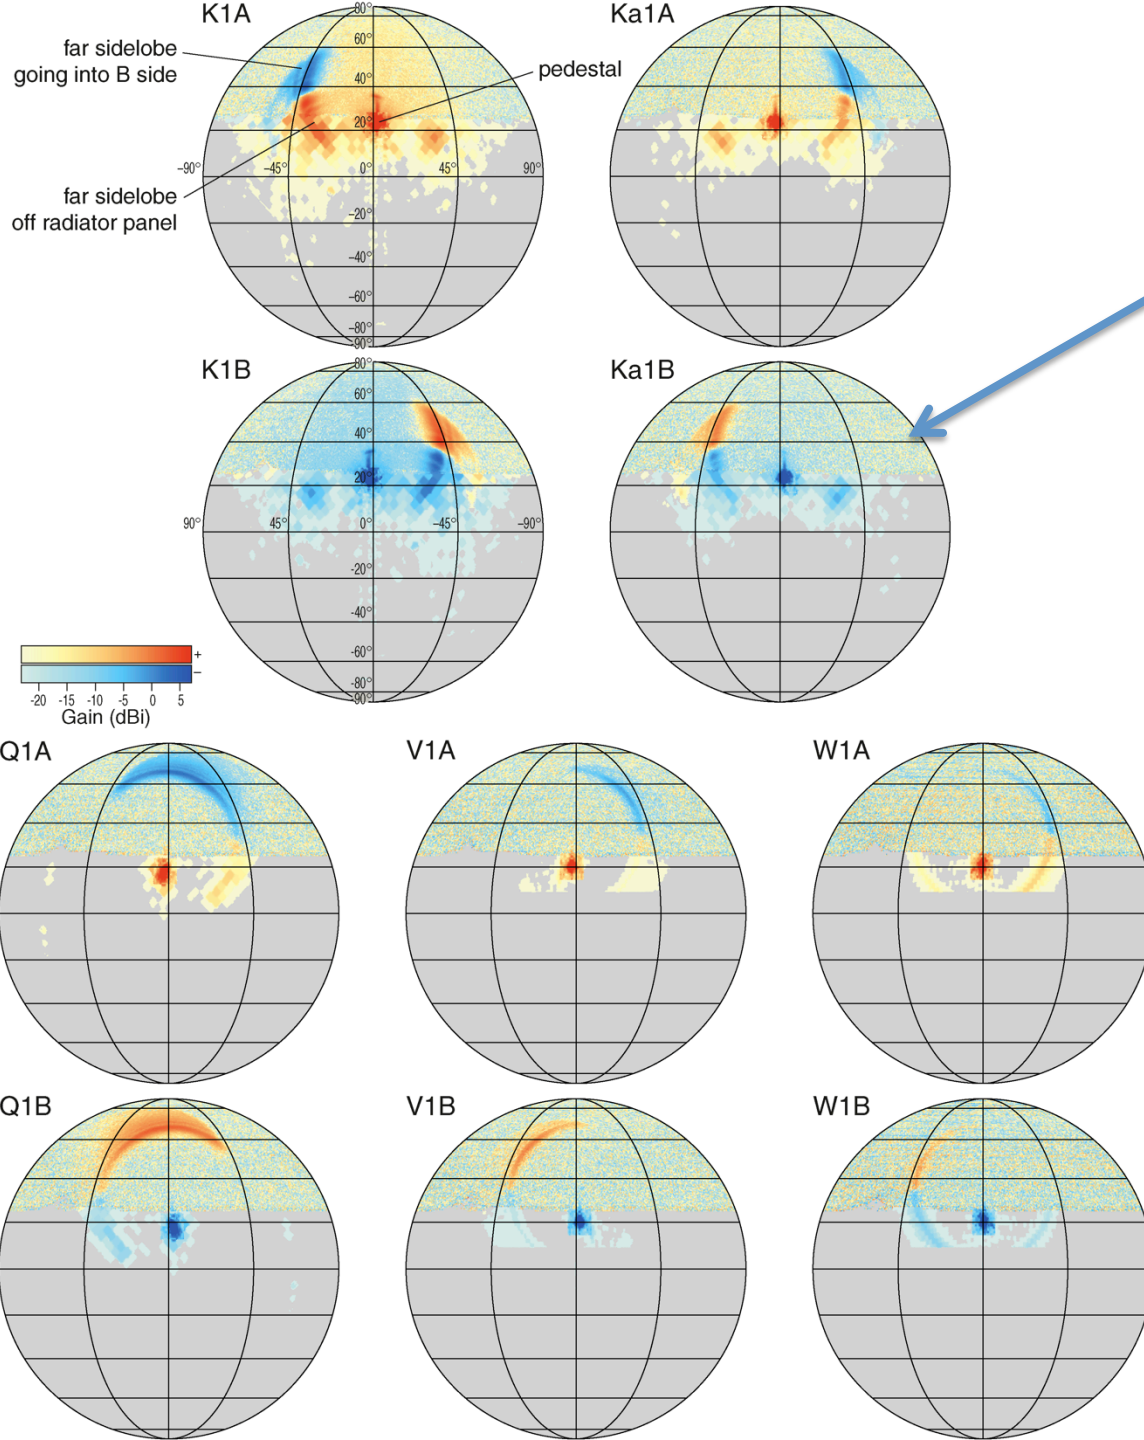 K1A
Ka1A
far sidelobe
going into B side
pedestal
far sidelobe
off radiator panel
80°
60°
40°
20°
−90°
−45°
0°
45°
90°
−20°
−40°
−60°
−80°
−90°
K1B
Ka1B
80°
60°
40°
20°
90°
45°
0°
−45°
−90°
-20°
-40°
-60°
-80°
-90°
+
−
-20 -15 -10 -5 0 5
Gain (dBi)
Q1A
V1A
W1A
Q1B
V1B
W1B